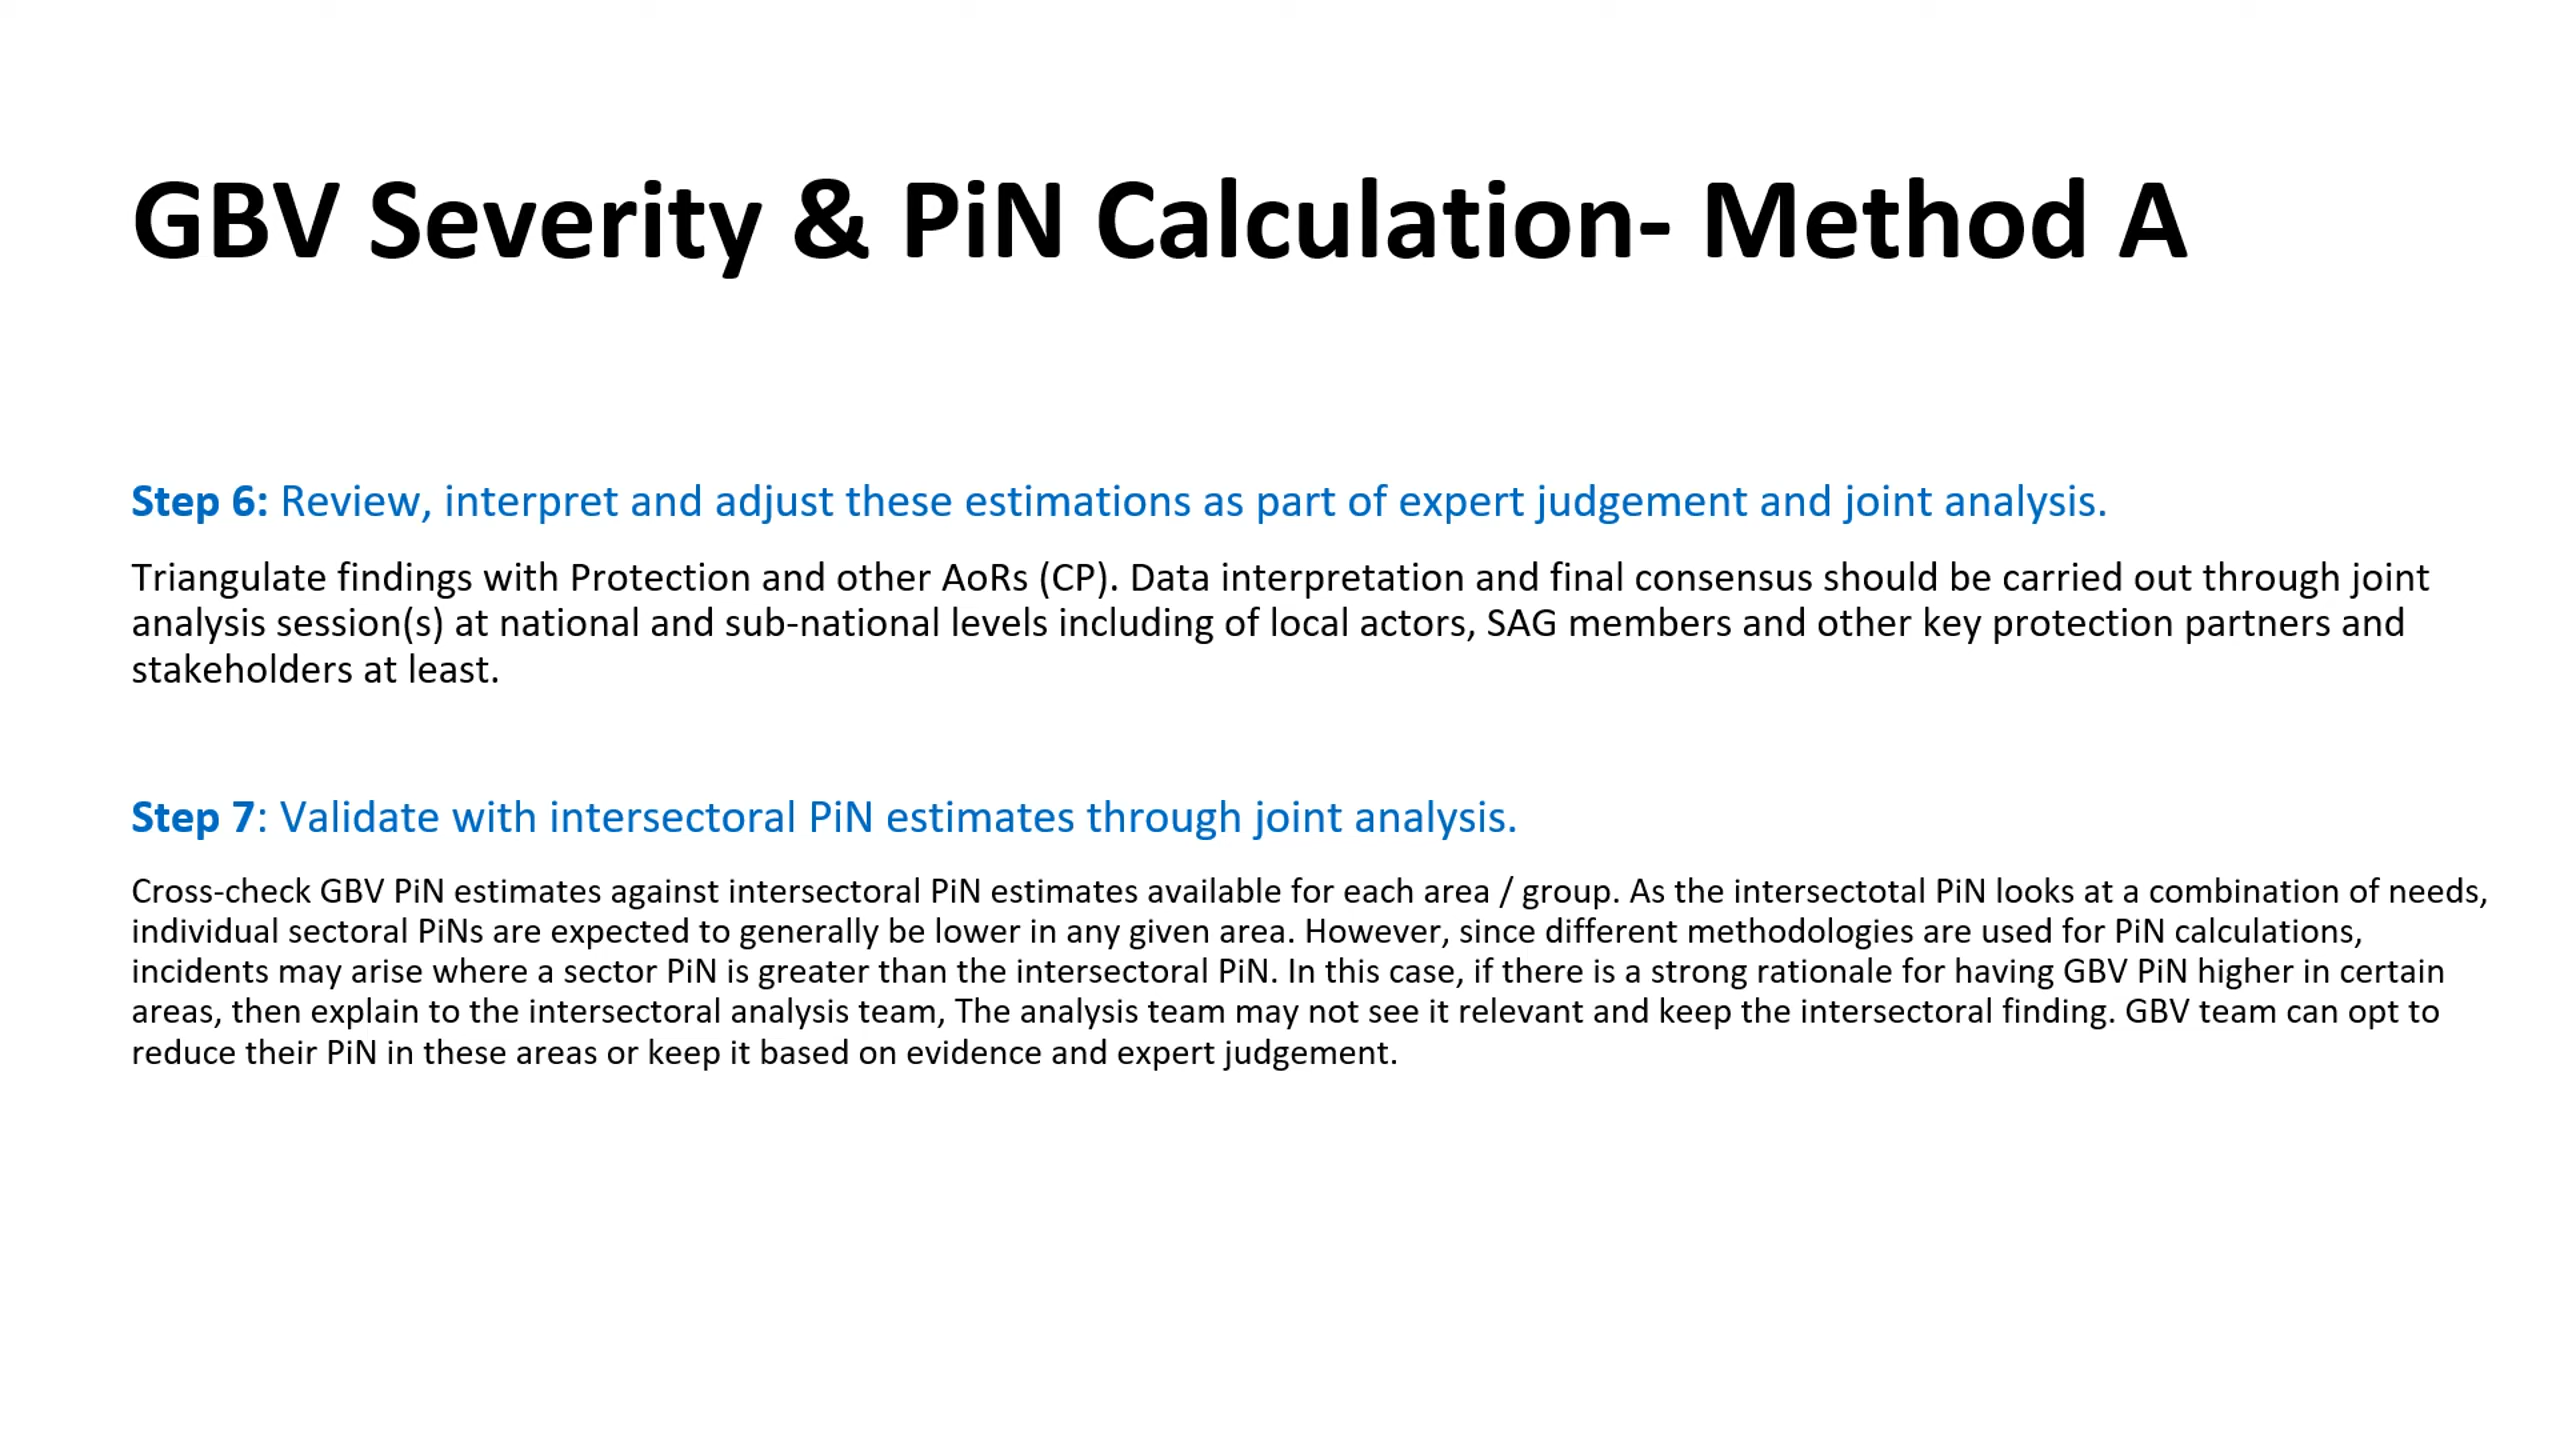 GBV Severity & PiN Calculation- Method A
Step 6: Review, interpret and adjust these estimations as part of expert judgement and joint analysis.
Triangulate findings with Protection and other AoRs (CP). Data interpretation and final consensus should be carried out through joint
analysis session(s) at national and sub-national levels including of local actors, SAG members and other key protection partners and
stakeholders at least.
Step 7: Validate with intersectoral PiN estimates through joint analysis.
Cross-check GBV PiN estimates against intersectoral PiN estimates available for each area / group. As the intersectotal PiN looks at a combination of needs,
individual sectoral PiNs are expected to generally be lower in any given area. However, since different methodologies are used for PiN calculations,
incidents may arise where a sector PiN is greater than the intersectoral PiN. In this case, if there is a strong rationale for having GBV PiN higher in certain
areas, then explain to the intersectoral analysis team, The analysis team may not see it relevant and keep the intersectoral finding. GBV team can opt to
reduce their PiN in these areas or keep it based on evidence and expert judgement.